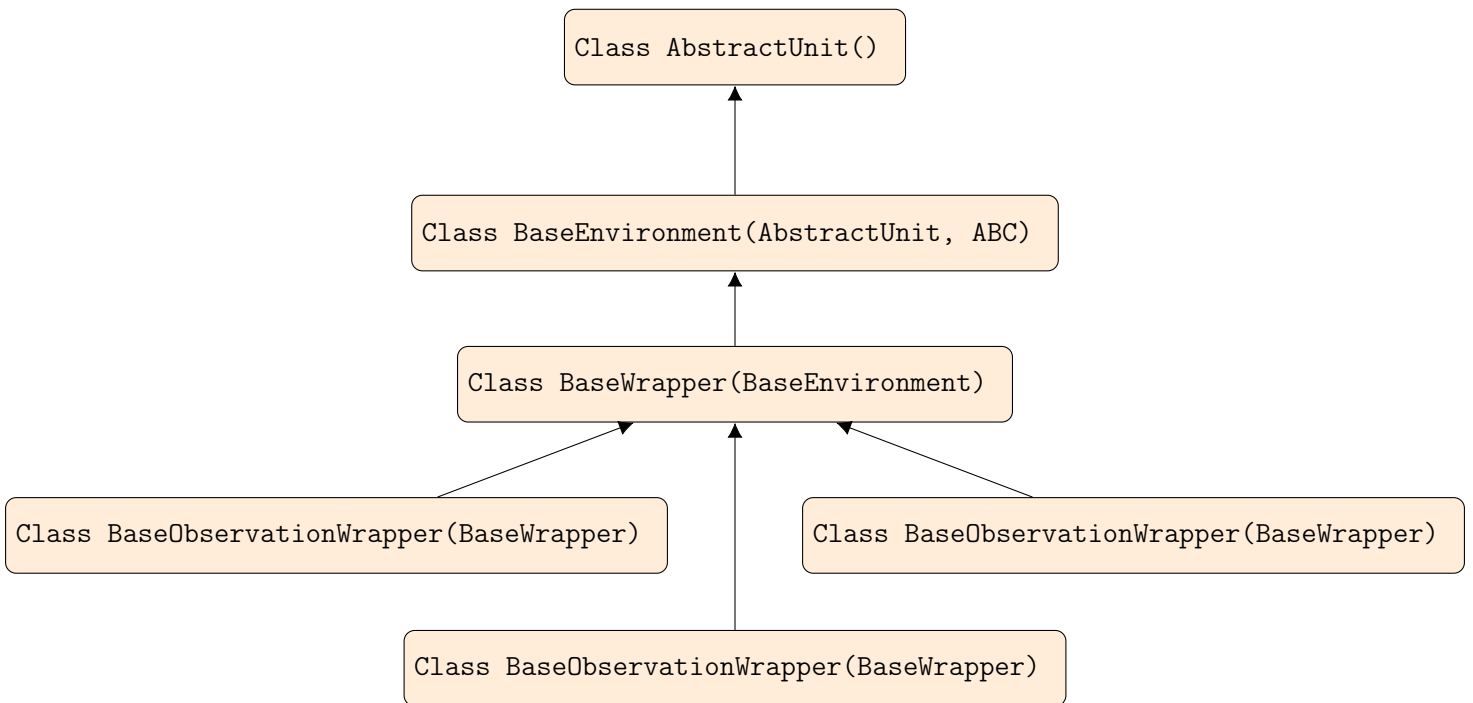 Class AbstractUnit()
Class BaseEnvironment(AbstractUnit, ABC)
Class BaseWrapper(BaseEnvironment)
Class BaseObservationWrapper(BaseWrapper)
Class BaseObservationWrapper(BaseWrapper)
Class BaseObservationWrapper(BaseWrapper)